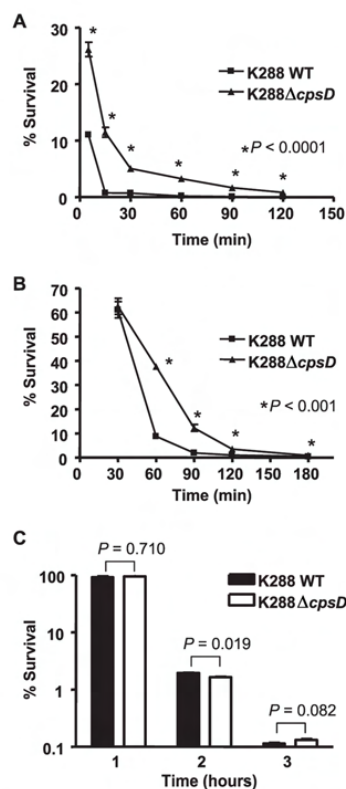 A
30
20
10
0
% Survival
K288 WT
K288ΔcpsD
*P < 0.0001
* * * * * *
0 30 60 90 120 150
Time (min)
B
70
60
50
40
30
20
10
0
% Survival
K288 WT
K288ΔcpsD
*P < 0.001
* * * *
0 30 60 90 120 150 180
Time (min)
C
P = 0.710
K288 WT
K288ΔcpsD
P = 0.019
P = 0.082
100
10
1
0.1
% Survival
1 2 3
Time (hours)